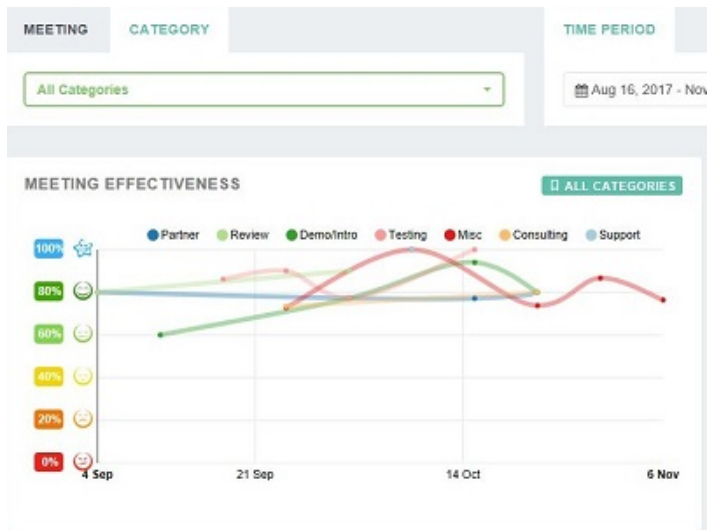 MEETING CATEGORY
TIME PERIOD
All Categories
Aug 16, 2017 - Nov
MEETING EFFECTIVENESS
ALL CATEGORIES
Partner Review Demo/Intro Testing Misc Consulting Support
100%
80%
60%
40%
20%
0%
4 Sep 21 Sep 14 Oct 6 Nov